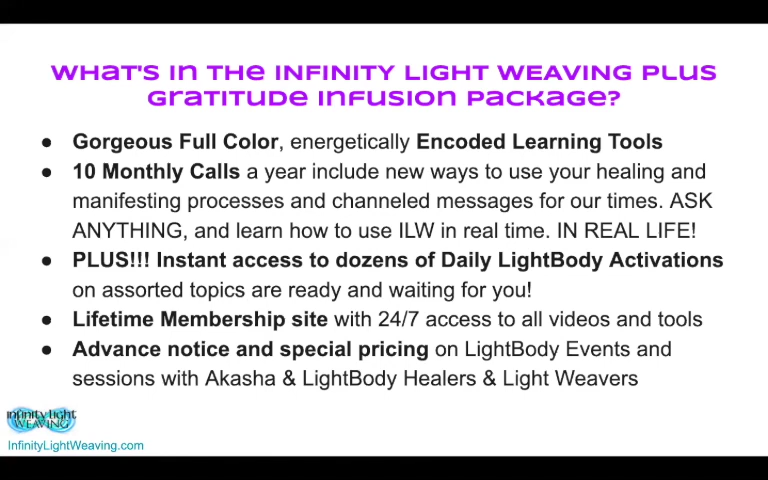 What's in the INFINITY LIGHT WEAVING PLUS
Gratitude Infusion Package?
● Gorgeous Full Color, energetically Encoded Learning Tools
● 10 Monthly Calls a year include new ways to use your healing and
manifesting processes and channeled messages for our times. ASK
ANYTHING, and learn how to use ILW in real time. IN REAL LIFE!
● PLUS!!! Instant access to dozens of Daily LightBody Activations
on assorted topics are ready and waiting for you!
● Lifetime Membership site with 24/7 access to all videos and tools
● Advance notice and special pricing on LightBody Events and
sessions with Akasha & LightBody Healers & Light Weavers
infinity light
WEAVING
InfinityLightWeaving.com